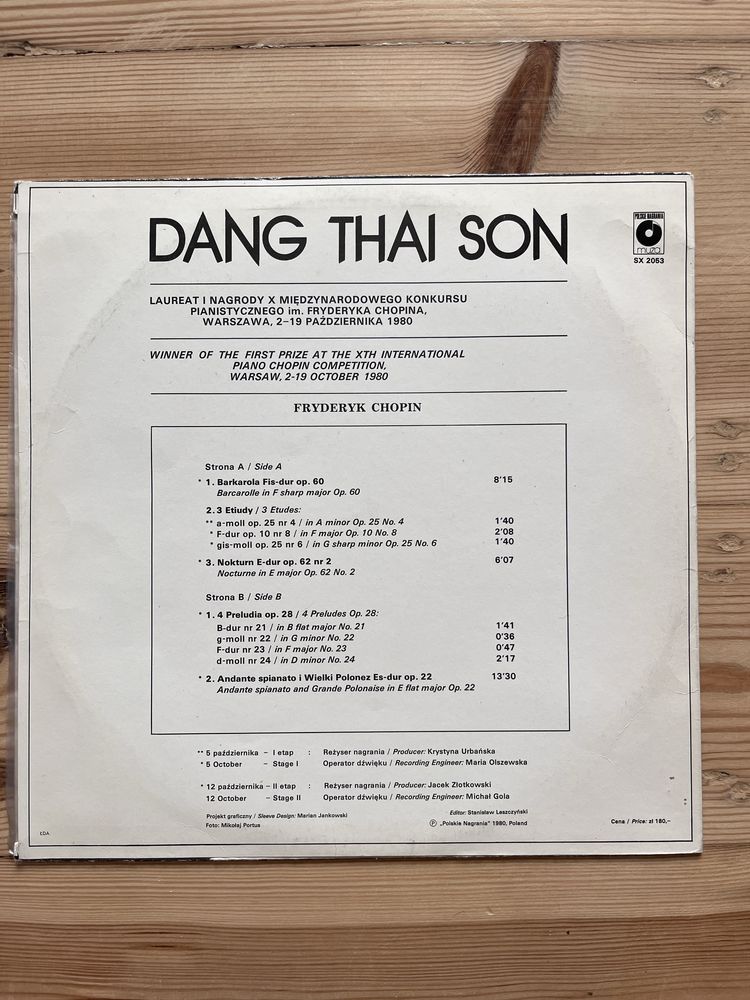 DANG THAI SON
POLSKIE NAGRANIA
muza
SX 2053
LAUREAT I NAGRODY X MIĘDZYNARODOWEGO KONKURSU
PIANISTYCZNEGO im. FRYDERYKA CHOPINA,
WARSZAWA, 2–19 PAŹDZIERNIKA 1980
WINNER OF THE FIRST PRIZE AT THE XTH INTERNATIONAL
PIANO CHOPIN COMPETITION,
WARSAW, 2-19 OCTOBER 1980
FRYDERYK CHOPIN
Strona A / Side A
* 1. Barkarola Fis-dur op. 60 8'15
Barcarolle in F sharp major Op. 60
2. 3 Etiudy / 3 Etudes:
** a-moll op. 25 nr 4 / in A minor Op. 25 No. 4 1'40
* F-dur op. 10 nr 8 / in F major Op. 10 No. 8 2'08
* gis-moll op. 25 nr 6 / in G sharp minor Op. 25 No. 6 1'40
* 3. Nokturn E-dur op. 62 nr 2 6'07
Nocturne in E major Op. 62 No. 2
Strona B / Side B
* 1. 4 Preludia op. 28 / 4 Preludes Op. 28:
B-dur nr 21 / in B flat major No. 21 1'41
g-moll nr 22 / in G minor No. 22 0'36
F-dur nr 23 / in F major No. 23 0'47
d-moll nr 24 / in D minor No. 24 2'17
* 2. Andante spianato i Wielki Polonez Es-dur op. 22 13'30
Andante spianato and Grande Polonaise in E flat major Op. 22
** 5 października – I etap : Reżyser nagrania / Producer: Krystyna Urbańska
* 5 October – Stage I Operator dźwięku / Recording Engineer: Maria Olszewska
* 12 października – II etap : Reżyser nagrania / Producer: Jacek Złotkowski
12 October – Stage II Operator dźwięku / Recording Engineer: Michał Gola
Projekt graficzny / Sleeve Design: Marian Jankowski
Foto: Mikołaj Portus
Editor: Stanisław Leszczyński
℗ „Polskie Nagrania" 1980, Poland
Cena / Price: zł 180,–
ŁDA